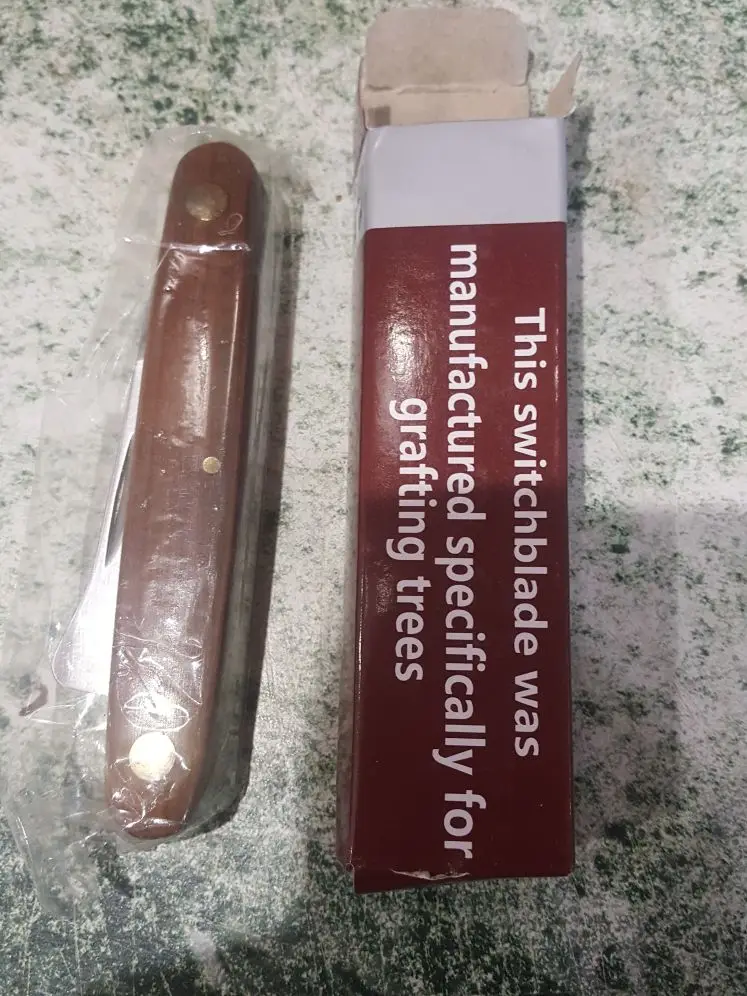 This switchblade was
manufactured specifically for
grafting trees